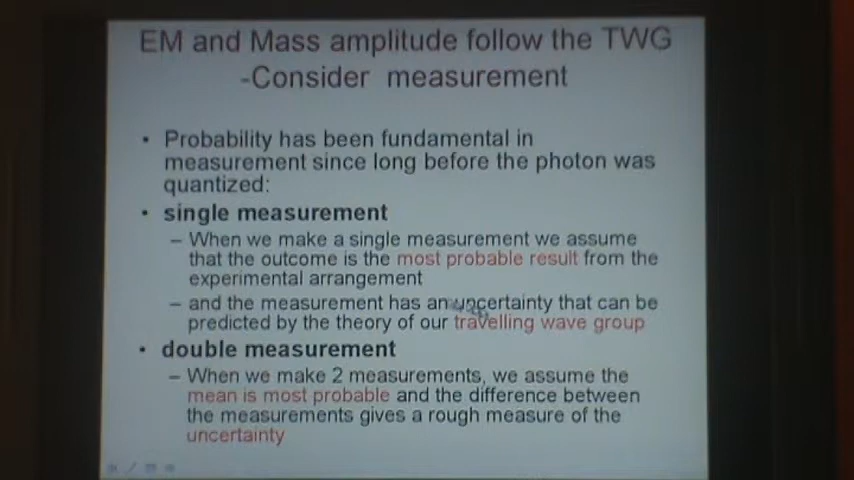 EM and Mass amplitude follow the TWG
-Consider measurement
• Probability has been fundamental in
measurement since long before the photon was
quantized:
• single measurement
– When we make a single measurement we assume
that the outcome is the most probable result from the
experimental arrangement
– and the measurement has an uncertainty that can be
predicted by the theory of our travelling wave group
• double measurement
– When we make 2 measurements, we assume the
mean is most probable and the difference between
the measurements gives a rough measure of the
uncertainty